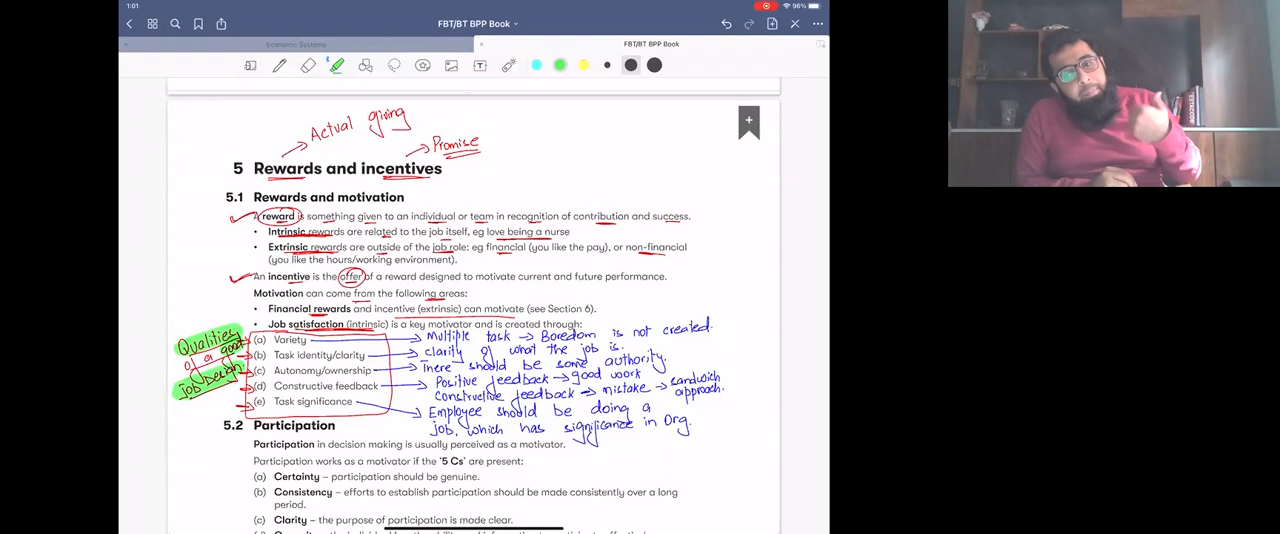 1:01
96%
FBT/BT BPP Book
Economic Systems
FBT/BT BPP Book
Actual giving
Promise
5 Rewards and incentives
5.1 Rewards and motivation
A reward is something given to an individual or team in recognition of contribution and success.
• Intrinsic rewards are related to the job itself, eg love being a nurse
• Extrinsic rewards are outside of the job role: eg financial (you like the pay), or non-financial
(you like the hours/working environment).
An incentive is the offer of a reward designed to motivate current and future performance.
Motivation can come from the following areas:
• Financial rewards and incentive (extrinsic) can motivate (see Section 6).
• Job satisfaction (intrinsic) is a key motivator and is created through:
Qualities
of a good
job Design
(a) Variety
Multiple task → Boredom is not created.
(b) Task identity/clarity
clarity of what the job is.
(c) Autonomy/ownership
There should be some authority.
(d) Constructive feedback
Positive feedback → good work
constructive feedback → mistake → sandwich
approach.
(e) Task significance
Employee should be doing a
job, which has significance in Org.
5.2 Participation
Participation in decision making is usually perceived as a motivator.
Participation works as a motivator if the '5 Cs' are present:
(a) Certainty – participation should be genuine.
(b) Consistency – efforts to establish participation should be made consistently over a long
period.
(c) Clarity – the purpose of participation is made clear.
ESTACODE